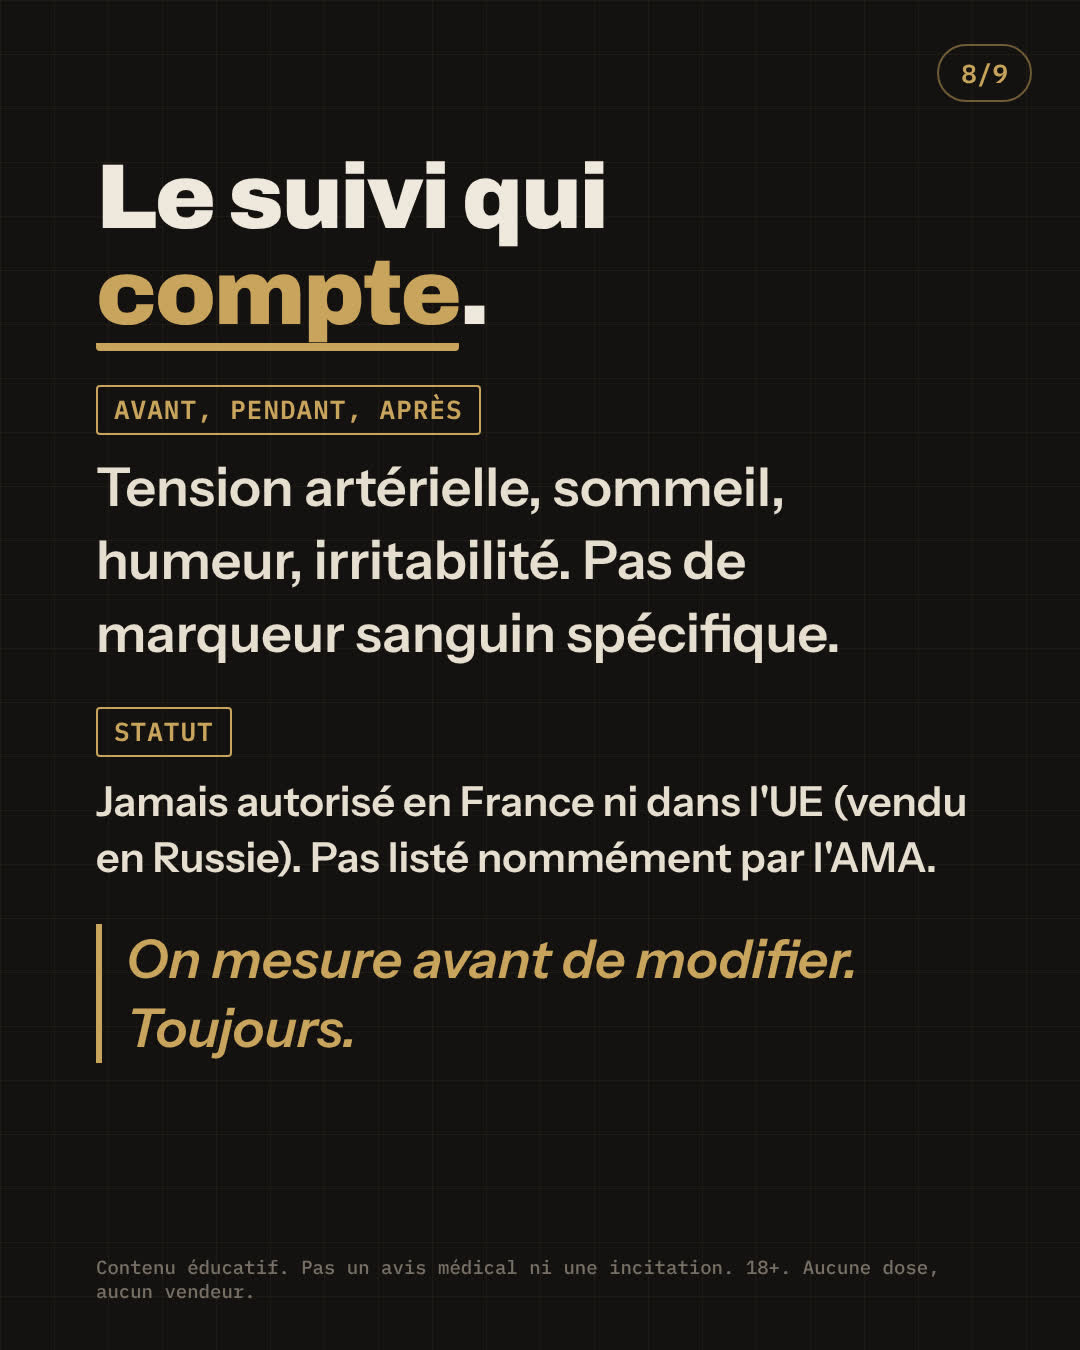 8/9
Le suivi qui
compte.
AVANT, PENDANT, APRÈS
Tension artérielle, sommeil,
humeur, irritabilité. Pas de
marqueur sanguin spécifique.
STATUT
Jamais autorisé en France ni dans l'UE (vendu
en Russie). Pas listé nommément par l'AMA.
On mesure avant de modifier.
Toujours.
Contenu éducatif. Pas un avis médical ni une incitation. 18+. Aucune dose,
aucun vendeur.